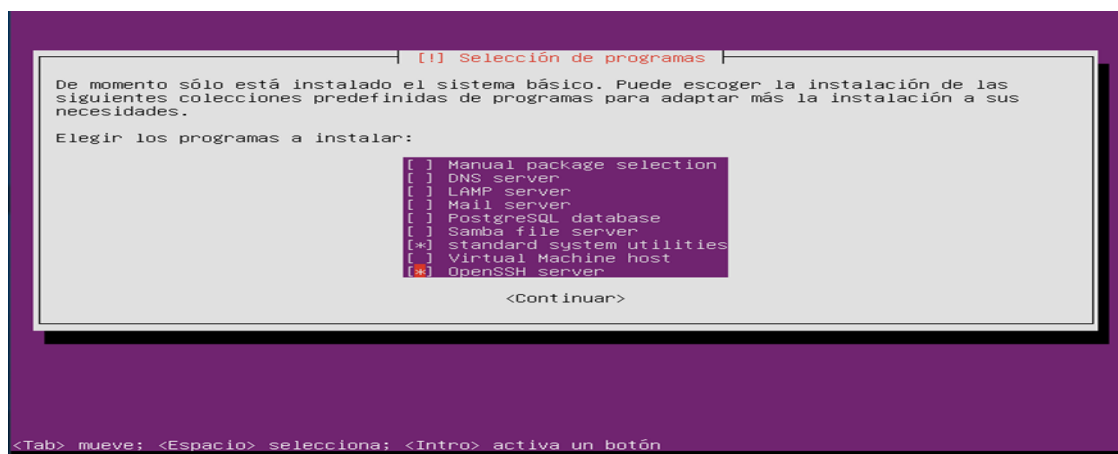 [!] Selección de programas
De momento sólo está instalado el sistema básico. Puede escoger la instalación de las
siguientes colecciones predefinidas de programas para adaptar más la instalación a sus
necesidades.
Elegir los programas a instalar:
[ ] Manual package selection
[ ] DNS server
[ ] LAMP server
[ ] Mail server
[ ] PostgreSQL database
[ ] Samba file server
[*] standard system utilities
[ ] Virtual Machine host
[*] OpenSSH server
<Continuar>
<Tab> mueve; <Espacio> selecciona; <Intro> activa un botón